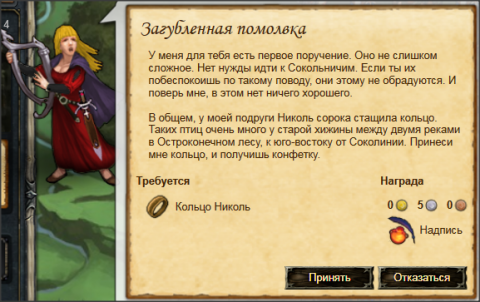 4
Загубленная помолвка
У меня для тебя есть первое поручение. Оно не слишком
сложное. Нет нужды идти к Сокольничим. Если ты их
побеспокоишь по такому поводу, они этому не обрадуются. И
поверь мне, в этом нет ничего хорошего.
В общем, у моей подруги Николь сорока стащила кольцо.
Таких птиц очень много у старой хижины между двумя реками
в Остроконечном лесу, к юго-востоку от Соколинии. Принеси
мне кольцо, и получишь конфетку.
Требуется
Кольцо Николь
Награда
0 5 0
Надпись
Принять
Отказаться